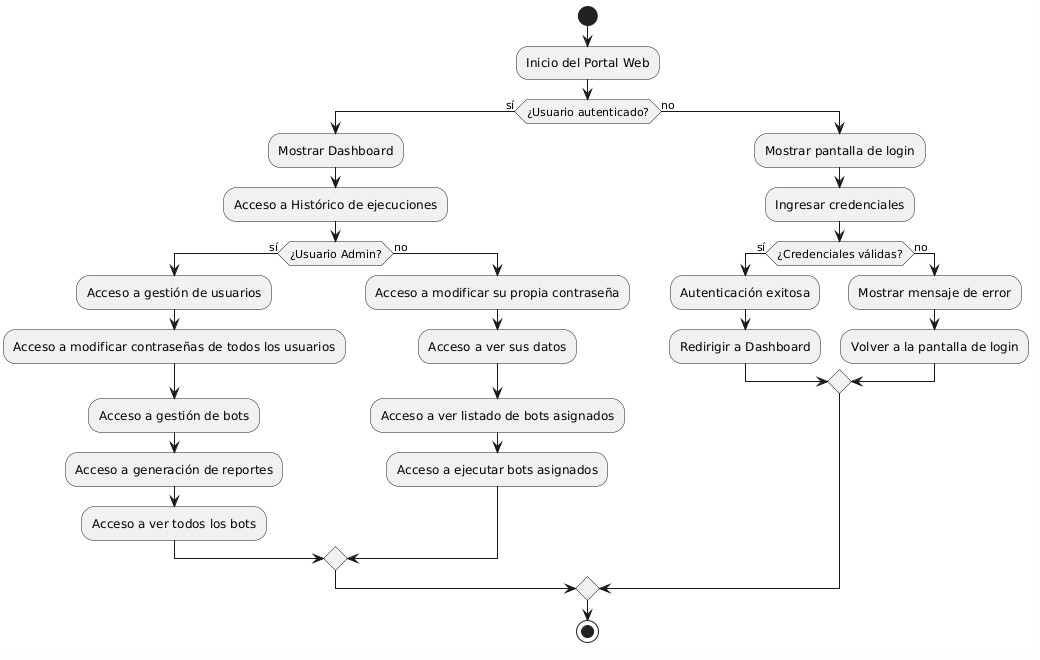 Inicio del Portal Web
sí
¿Usuario autenticado?
no
Mostrar Dashboard
Mostrar pantalla de login
Acceso a Histórico de ejecuciones
Ingresar credenciales
sí
¿Usuario Admin?
no
sí
¿Credenciales válidas?
no
Acceso a gestión de usuarios
Acceso a modificar su propia contraseña
Autenticación exitosa
Mostrar mensaje de error
Acceso a modificar contraseñas de todos los usuarios
Acceso a ver sus datos
Redirigir a Dashboard
Volver a la pantalla de login
Acceso a gestión de bots
Acceso a ver listado de bots asignados
Acceso a generación de reportes
Acceso a ejecutar bots asignados
Acceso a ver todos los bots